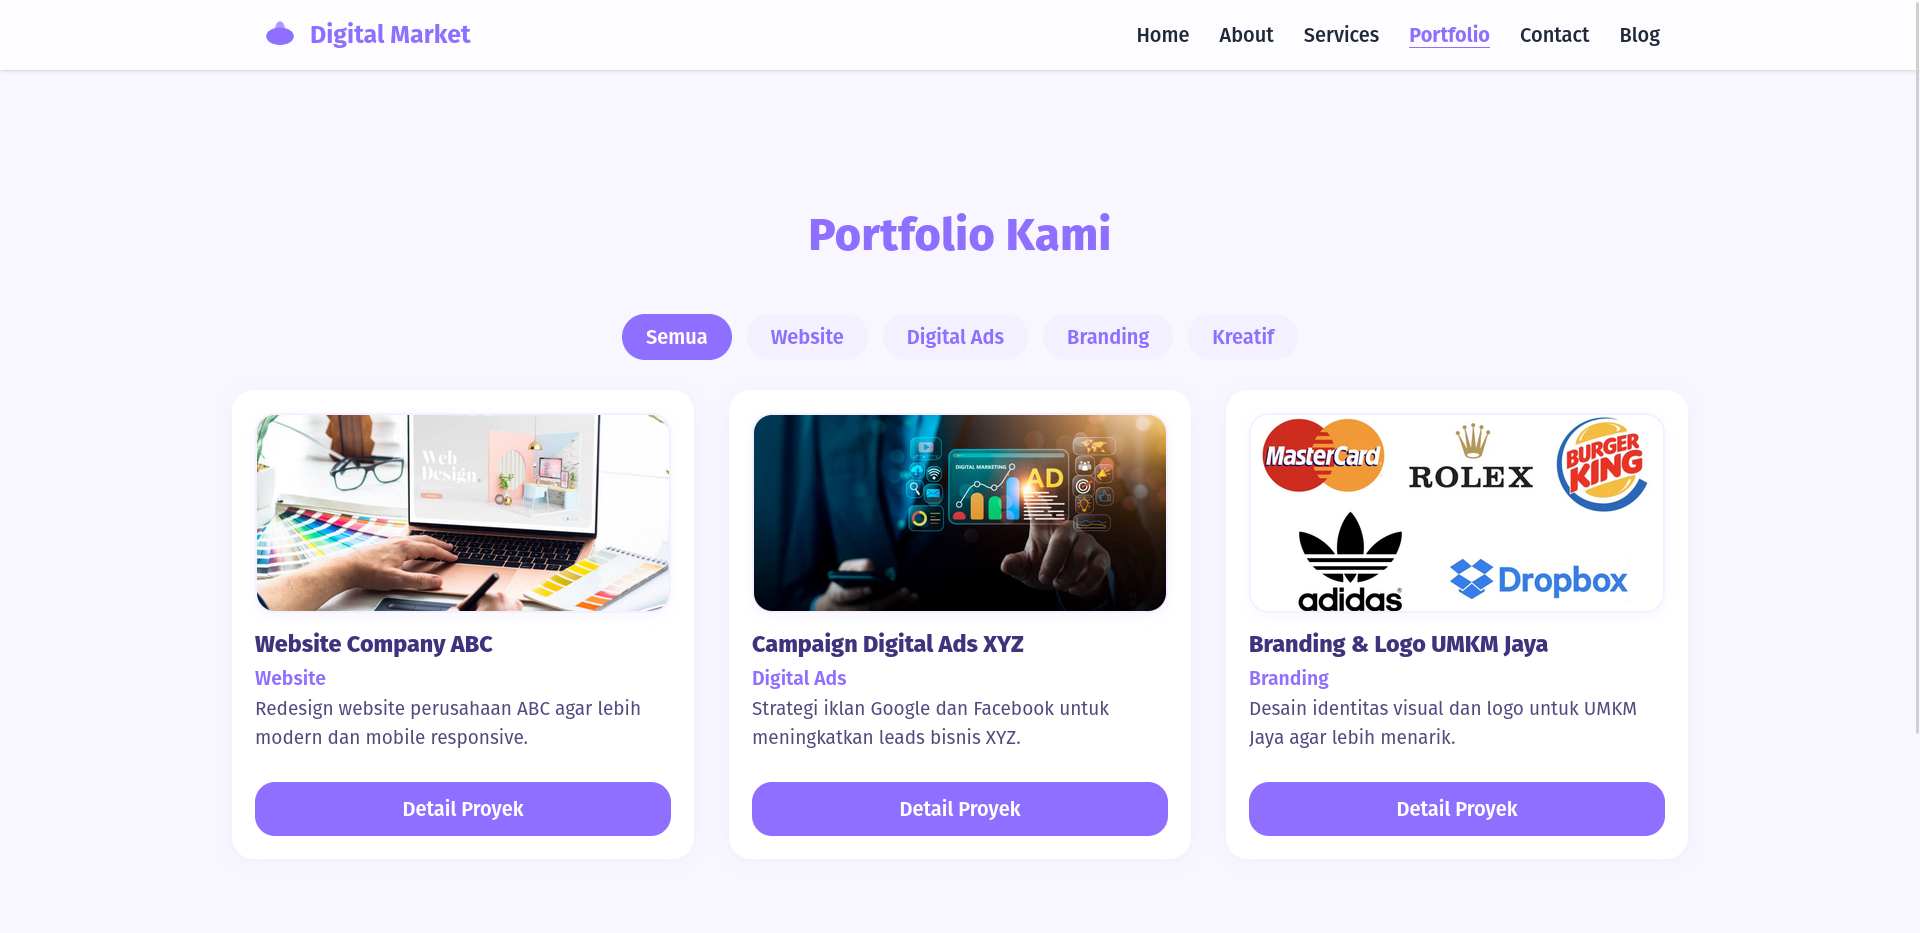 Digital Market
Home
About
Services
Portfolio
Contact
Blog
Portfolio Kami
Semua
Website
Digital Ads
Branding
Kreatif
Web
Design.
DIGITAL MARKETING
AD
MasterCard
ROLEX
BURGER
KING
adidas
Dropbox
Website Company ABC
Website
Redesign website perusahaan ABC agar lebih
modern dan mobile responsive.
Detail Proyek
Campaign Digital Ads XYZ
Digital Ads
Strategi iklan Google dan Facebook untuk
meningkatkan leads bisnis XYZ.
Detail Proyek
Branding & Logo UMKM Jaya
Branding
Desain identitas visual dan logo untuk UMKM
Jaya agar lebih menarik.
Detail Proyek